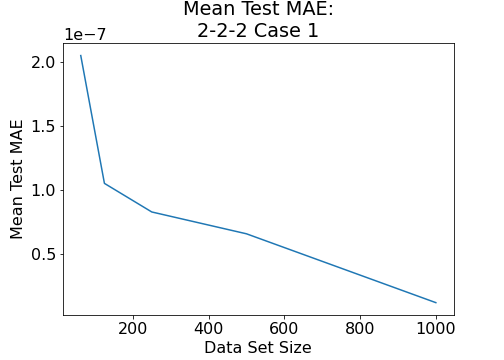 Mean Test MAE:
2-2-2 Case 1
1e−7
2.0
1.5
1.0
0.5
Mean Test MAE
200 400 600 800 1000
Data Set Size